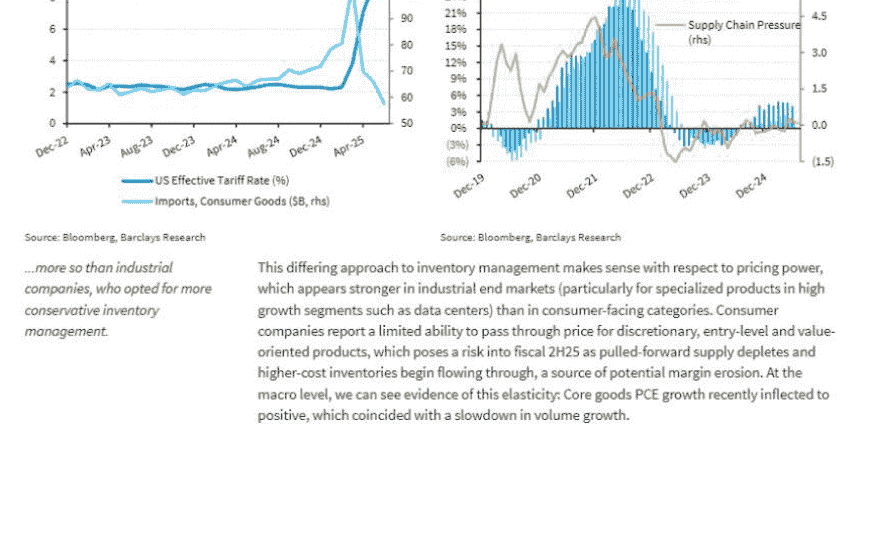 8
6
4
2
0
90
80
70
60
50
Dec-22
Apr-23
Aug-23
Dec-23
Apr-24
Aug-24
Dec-24
Apr-25
US Effective Tariff Rate (%)
Imports, Consumer Goods ($B, rhs)
21%
18%
15%
12%
9%
6%
3%
0%
(3%)
(6%)
Supply Chain Pressure
(rhs)
4.5
3.0
1.5
0.0
(1.5)
Dec-19
Dec-20
Dec-21
Dec-22
Dec-23
Dec-24
Source: Bloomberg, Barclays Research
Source: Bloomberg, Barclays Research
...more so than industrial
companies, who opted for more
conservative inventory
management.
This differing approach to inventory management makes sense with respect to pricing power,
which appears stronger in industrial end markets (particularly for specialized products in high
growth segments such as data centers) than in consumer-facing categories. Consumer
companies report a limited ability to pass through price for discretionary, entry-level and value-
oriented products, which poses a risk into fiscal 2H25 as pulled-forward supply depletes and
higher-cost inventories begin flowing through, a source of potential margin erosion. At the
macro level, we can see evidence of this elasticity: Core goods PCE growth recently inflected to
positive, which coincided with a slowdown in volume growth.